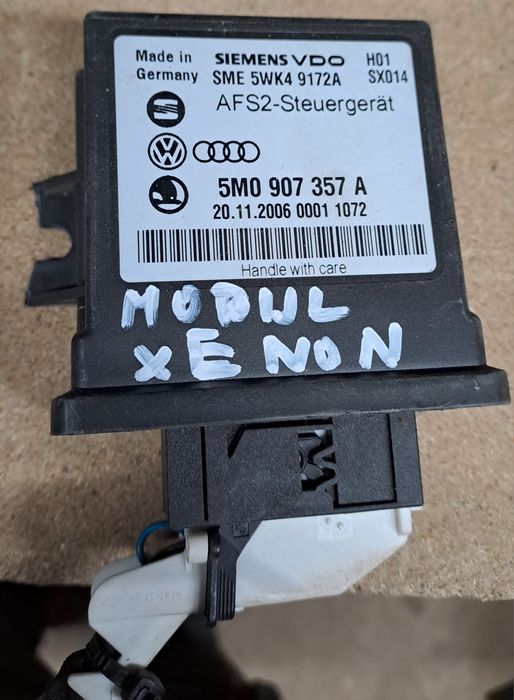 Made in SIEMENS VDO H01
Germany SME 5WK4 9172A SX014
AFS2-Steuergerät
5M0 907 357 A
20.11.2006 0001 1072
Handle with care
MODUL
XENON